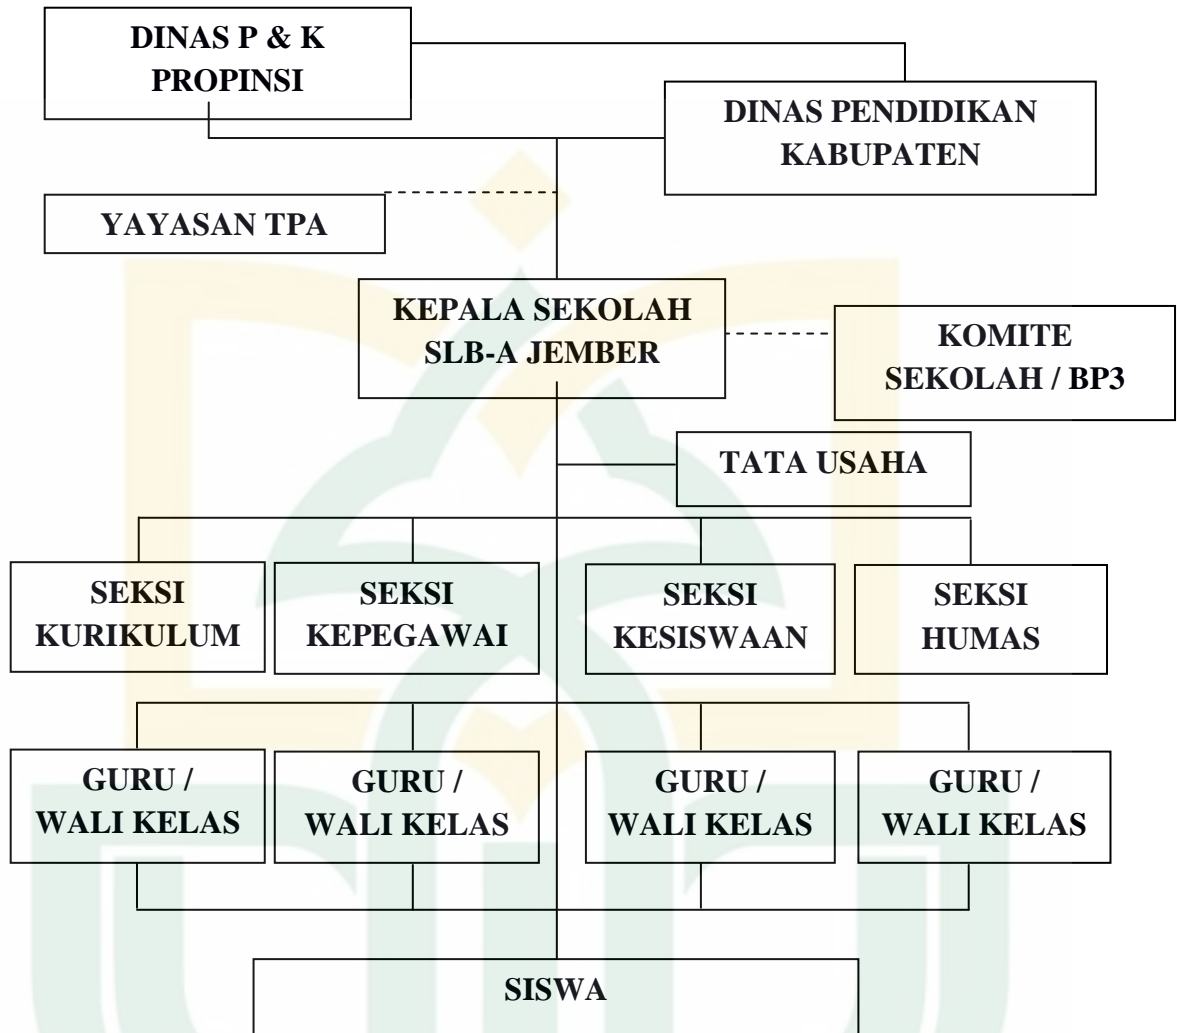 DINAS P & K
PROPINSI
DINAS PENDIDIKAN
KABUPATEN
YAYASAN TPA
KEPALA SEKOLAH
SLB-A JEMBER
KOMITE
SEKOLAH / BP3
TATA USAHA
SEKSI
KURIKULUM
SEKSI
KEPEGAWAI
SEKSI
KESISWAAN
SEKSI
HUMAS
GURU /
WALI KELAS
GURU /
WALI KELAS
GURU /
WALI KELAS
GURU /
WALI KELAS
SISWA